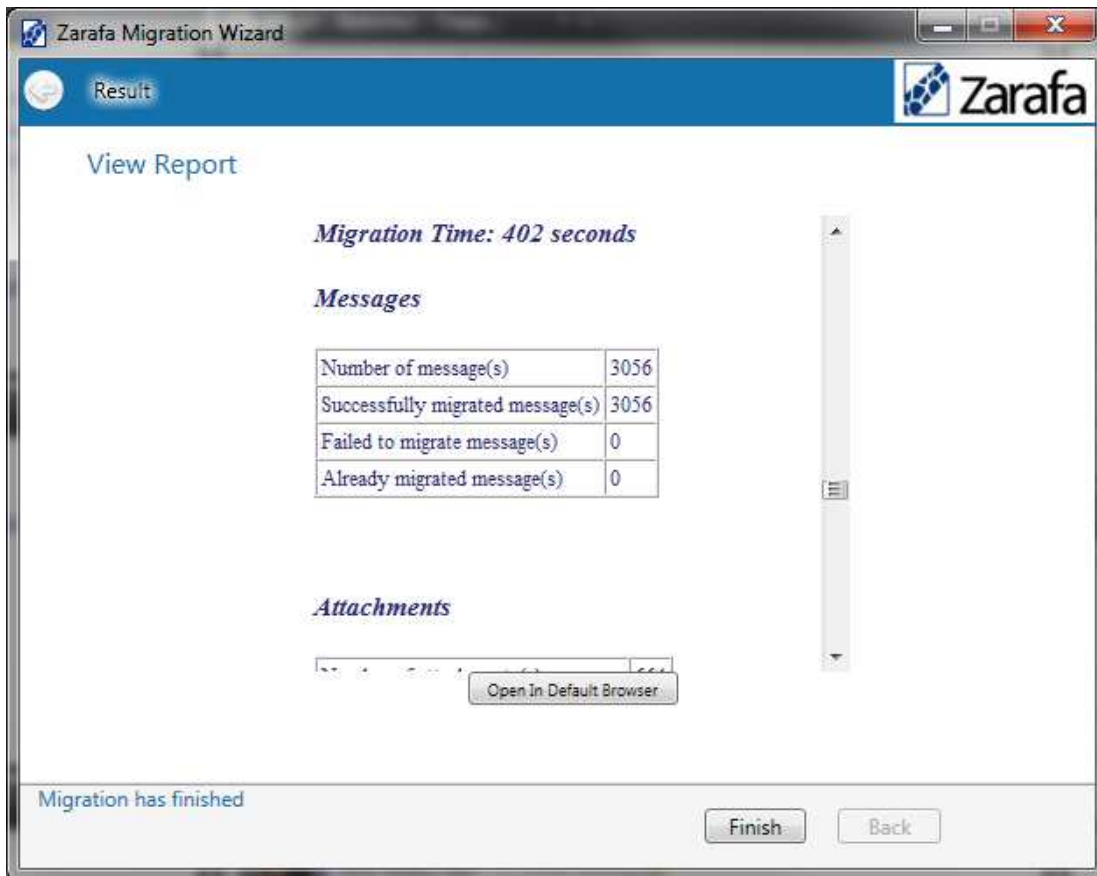 Zarafa Migration Wizard
Result
Zarafa
View Report
Migration Time: 402 seconds
Messages
Number of message(s) 3056
Successfully migrated message(s) 3056
Failed to migrate message(s) 0
Already migrated message(s) 0
Attachments
Open In Default Browser
Migration has finished
Finish
Back